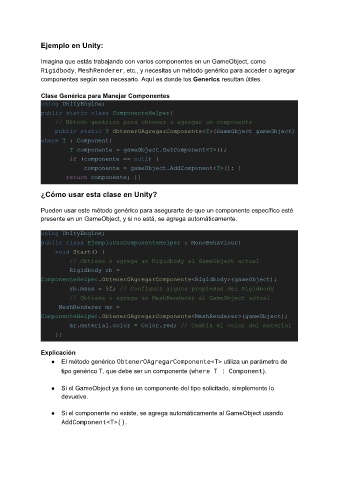 Ejemplo en Unity:
Imagina que estás trabajando con varios componentes en un GameObject, como
Rigidbody, MeshRenderer, etc., y necesitas un método genérico para acceder o agregar
componentes según sea necesario. Aquí es donde los Generics resultan útiles.
Clase Genérica para Manejar Componentes
using UnityEngine;
public static class ComponenteHelper{
// Método genérico para obtener o agregar un componente
public static T ObtenerOAgregarComponente<T>(GameObject gameObject)
where T : Component{
T componente = gameObject.GetComponent<T>();
if (componente == null) {
componente = gameObject.AddComponent<T>(); }
return componente; }}
¿Cómo usar esta clase en Unity?
Pueden usar este método genérico para asegurarte de que un componente específico esté
presente en un GameObject, y si no está, se agrega automáticamente.
using UnityEngine;
public class EjemploUsoComponenteHelper : MonoBehaviour{
void Start() {
// Obtiene o agrega un Rigidbody al GameObject actual
Rigidbody rb =
ComponenteHelper.ObtenerOAgregarComponente<Rigidbody>(gameObject);
rb.mass = 5f; // Configura alguna propiedad del Rigidbody
// Obtiene o agrega un MeshRenderer al GameObject actual
MeshRenderer mr =
ComponenteHelper.ObtenerOAgregarComponente<MeshRenderer>(gameObject);
mr.material.color = Color.red; // Cambia el color del material
}}
Explicación
● El método genérico ObtenerOAgregarComponente<T> utiliza un parámetro de
tipo genérico T, que debe ser un componente (where T : Component).
● Si el GameObject ya tiene un componente del tipo solicitado, simplemente lo
devuelve.
● Si el componente no existe, se agrega automáticamente al GameObject usando
AddComponent<T>().